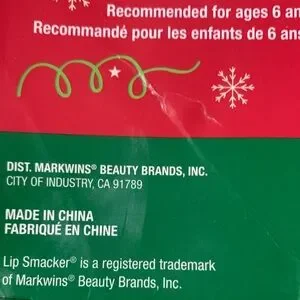 Recommended for ages 6 an
Recommandé pour les enfants de 6 ans
DIST. MARKWINS® BEAUTY BRANDS, INC.
CITY OF INDUSTRY, CA 91789
MADE IN CHINA
FABRIQUÉ EN CHINE
Lip Smacker® is a registered trademark
of Markwins® Beauty Brands, Inc.